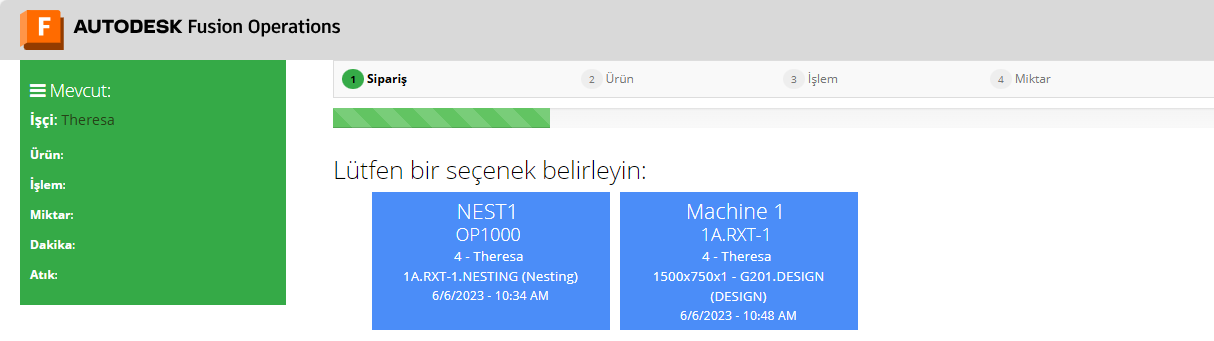 F AUTODESK Fusion Operations
Mevcut:
İşçi: Theresa
Ürün:
İşlem:
Miktar:
Dakika:
Atık:
1 Sipariş 2 Ürün 3 İşlem 4 Miktar
Lütfen bir seçenek belirleyin:
NEST1
OP1000
4 - Theresa
1A.RXT-1.NESTING (Nesting)
6/6/2023 - 10:34 AM
Machine 1
1A.RXT-1
4 - Theresa
1500x750x1 - G201.DESIGN
(DESIGN)
6/6/2023 - 10:48 AM